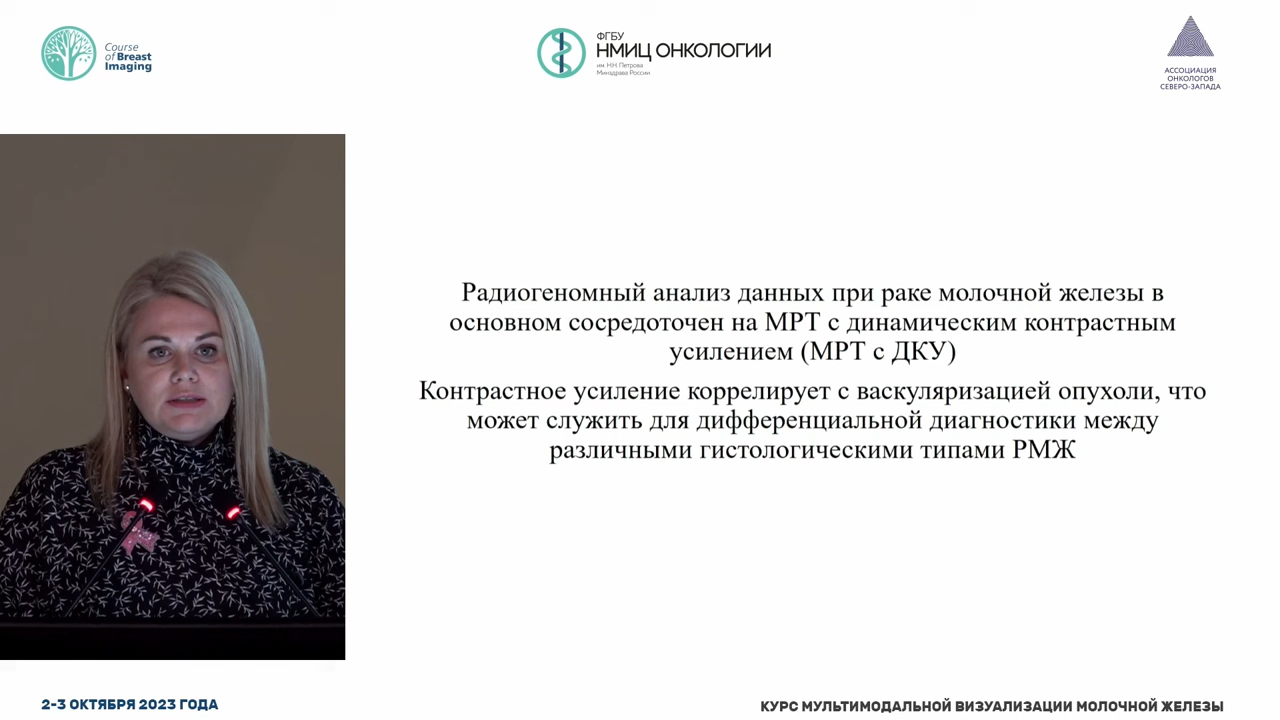 Course
of Breast
Imaging
ФГБУ
НМИЦ ОНКОЛОГИИ
им. Н.Н. Петрова
Минздрава России
АССОЦИАЦИЯ
ОНКОЛОГОВ
СЕВЕРО-ЗАПАДА
Радиогеномный анализ данных при раке молочной железы в
основном сосредоточен на МРТ с динамическим контрастным
усилением (МРТ с ДКУ)
Контрастное усиление коррелирует с васкуляризацией опухоли, что
может служить для дифференциальной диагностики между
различными гистологическими типами РМЖ
2-3 ОКТЯБРЯ 2023 ГОДА
КУРС МУЛЬТИМОДАЛЬНОЙ ВИЗУАЛИЗАЦИИ МОЛОЧНОЙ ЖЕЛЕЗЫ